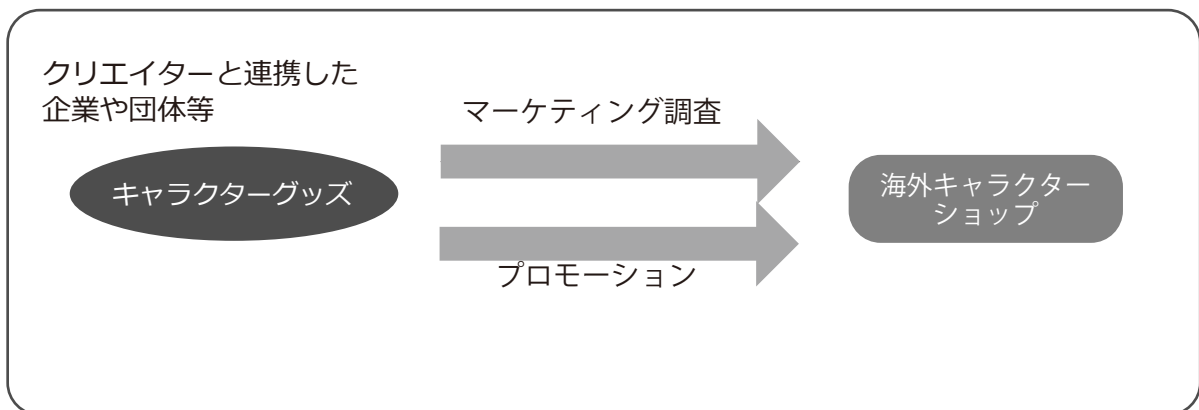 クリエイターと連携した
企業や団体等
マーケティング調査
キャラクターグッズ
海外キャラクター
ショップ
プロモーション